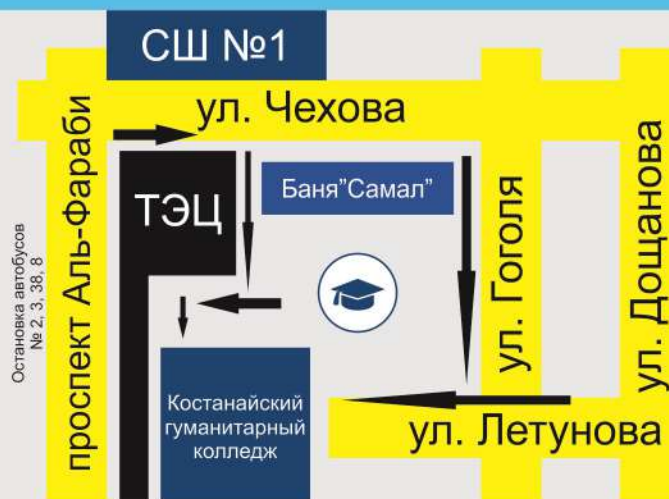 СШ №1
ул. Чехова
проспект Аль-Фараби
Остановка автобусов
№ 2, 3, 38, 8
ТЭЦ
Баня"Самал"
ул. Гоголя
ул. Дощанова
Костанайский
гуманитарный
колледж
ул. Летунова